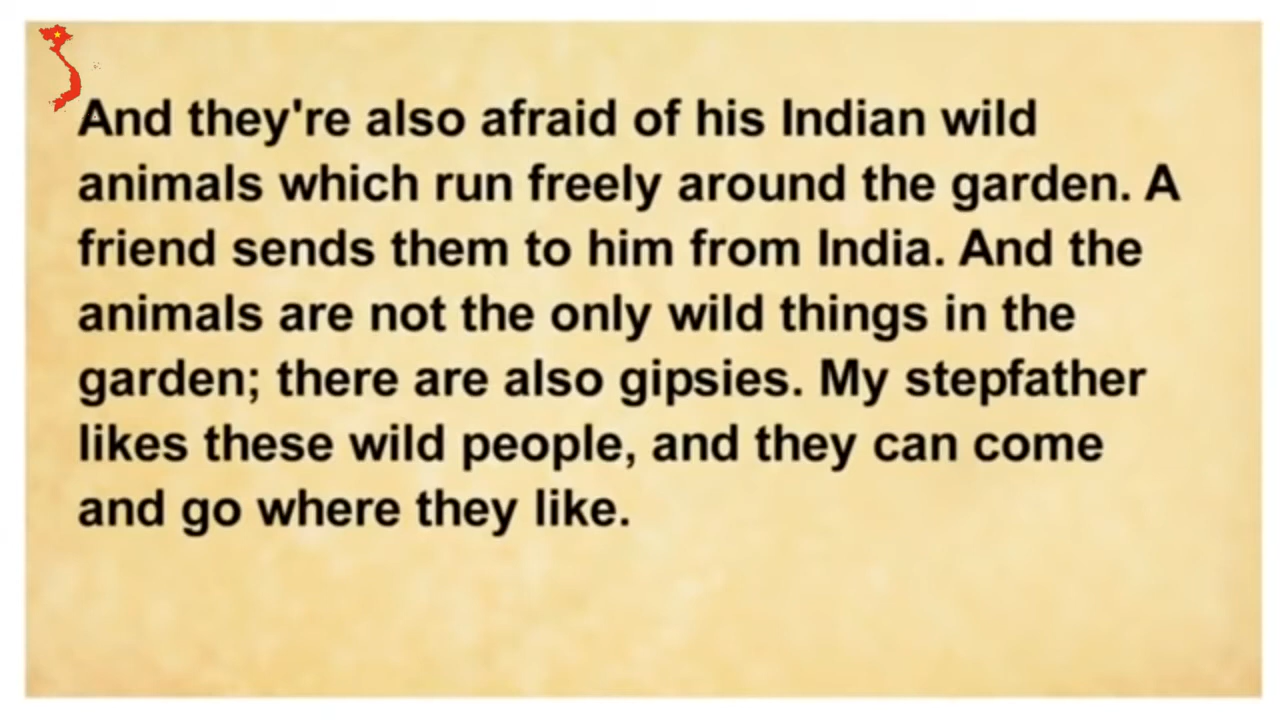 And they're also afraid of his Indian wild
animals which run freely around the garden. A
friend sends them to him from India. And the
animals are not the only wild things in the
garden; there are also gipsies. My stepfather
likes these wild people, and they can come
and go where they like.